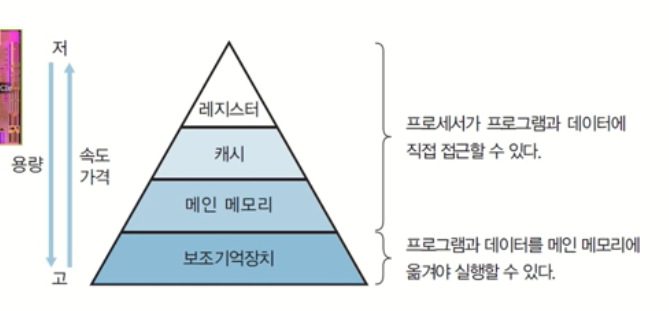 저
용량
속도
가격
고
레지스터
캐시
메인 메모리
보조기억장치
프로세서가 프로그램과 데이터에
직접 접근할 수 있다.
프로그램과 데이터를 메인 메모리에
옮겨야 실행할 수 있다.